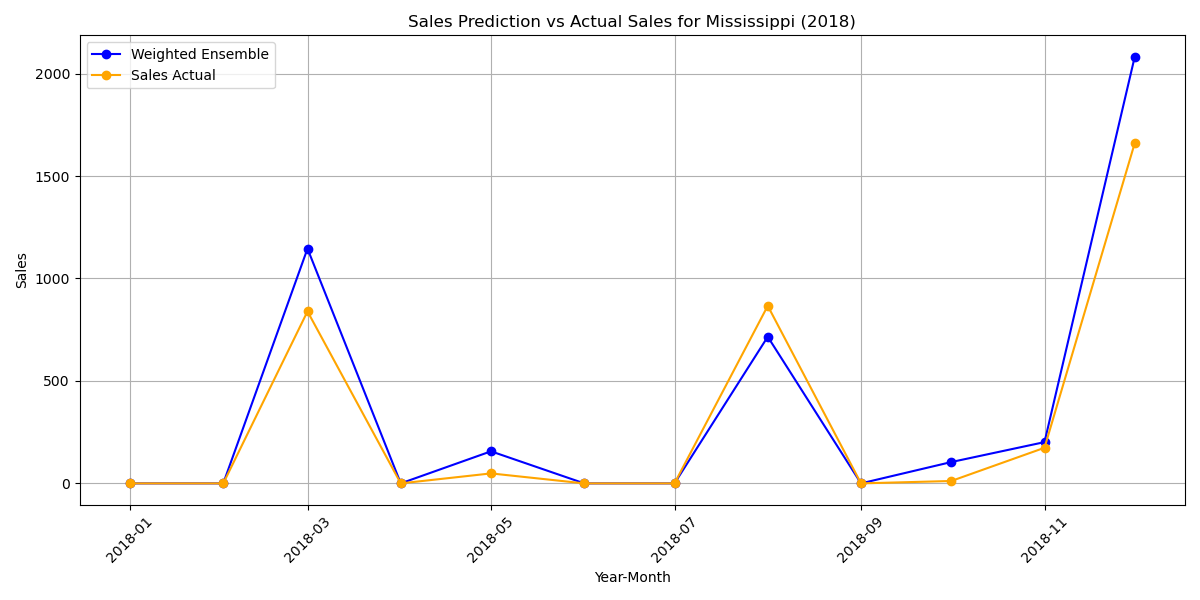 Sales Prediction vs Actual Sales for Mississippi (2018)
Weighted Ensemble
Sales Actual
2000
1500
1000
500
0
Sales
2018-01
2018-03
2018-05
2018-07
2018-09
2018-11
Year-Month